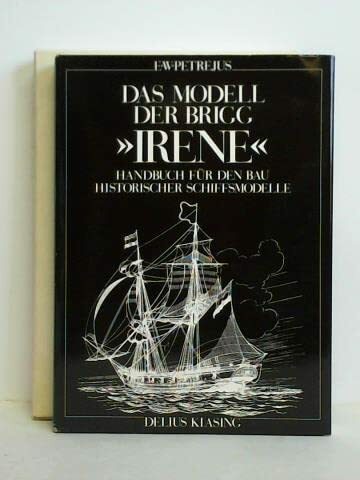 E·W·PETREJUS
DAS MODELL
DER BRIGG
»IRENE«
HANDBUCH FÜR DEN BAU
HISTORISCHER SCHIFFSMODELLE
DELIUS KLASING